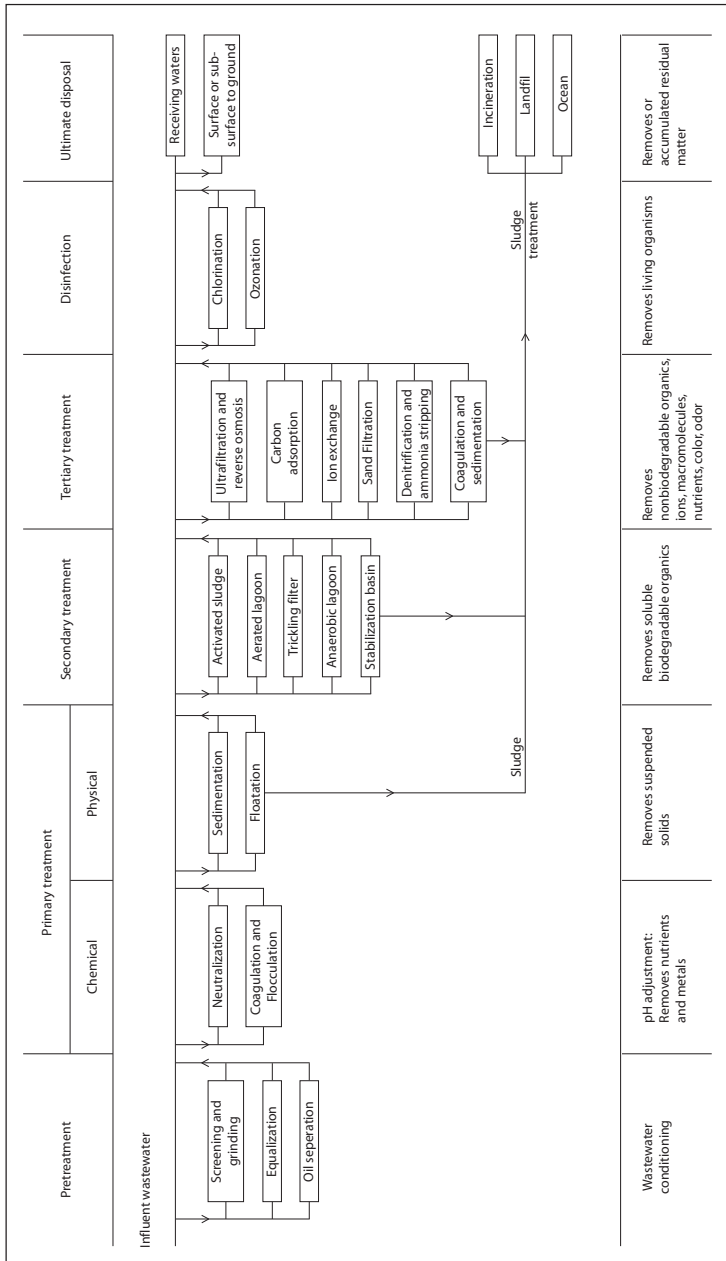 Pretreatment
Primary treatment
Chemical
Physical
Secondary treatment
Tertiary treatment
Disinfection
Ultimate disposal
Influent wastewater
Screening and
grinding
Equalization
Oil seperation
Neutralization
Coagulation and
Flocculation
Sedimentation
Floatation
Activated sludge
Aerated lagoon
Trickling filter
Anaerobic lagoon
Stabilization basin
Ultrafiltration and
reverse osmosis
Carbon
adsorption
Ion exchange
Sand Filtration
Denitrification and
ammonia stripping
Coagulation and
sedimentation
Chlorination
Ozonation
Receiving waters
Surface or sub-
surface to ground
Sludge
Sludge
treatment
Incineration
Landfil
Ocean
Wastewater
conditioning
pH adjustment:
Removes nutrients
and metals
Removes suspended
solids
Removes soluble
biodegradable organics
Removes
nonbiodegradable organics,
ions, macromolecules,
nutrients, color, odor
Removes living organisms
Removes or
accumulated residual
matter